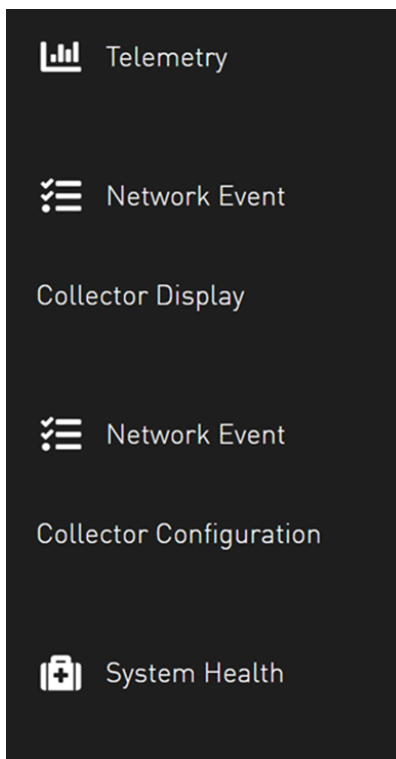 Telemetry
Network Event
Collector Display
Network Event
Collector Configuration
System Health